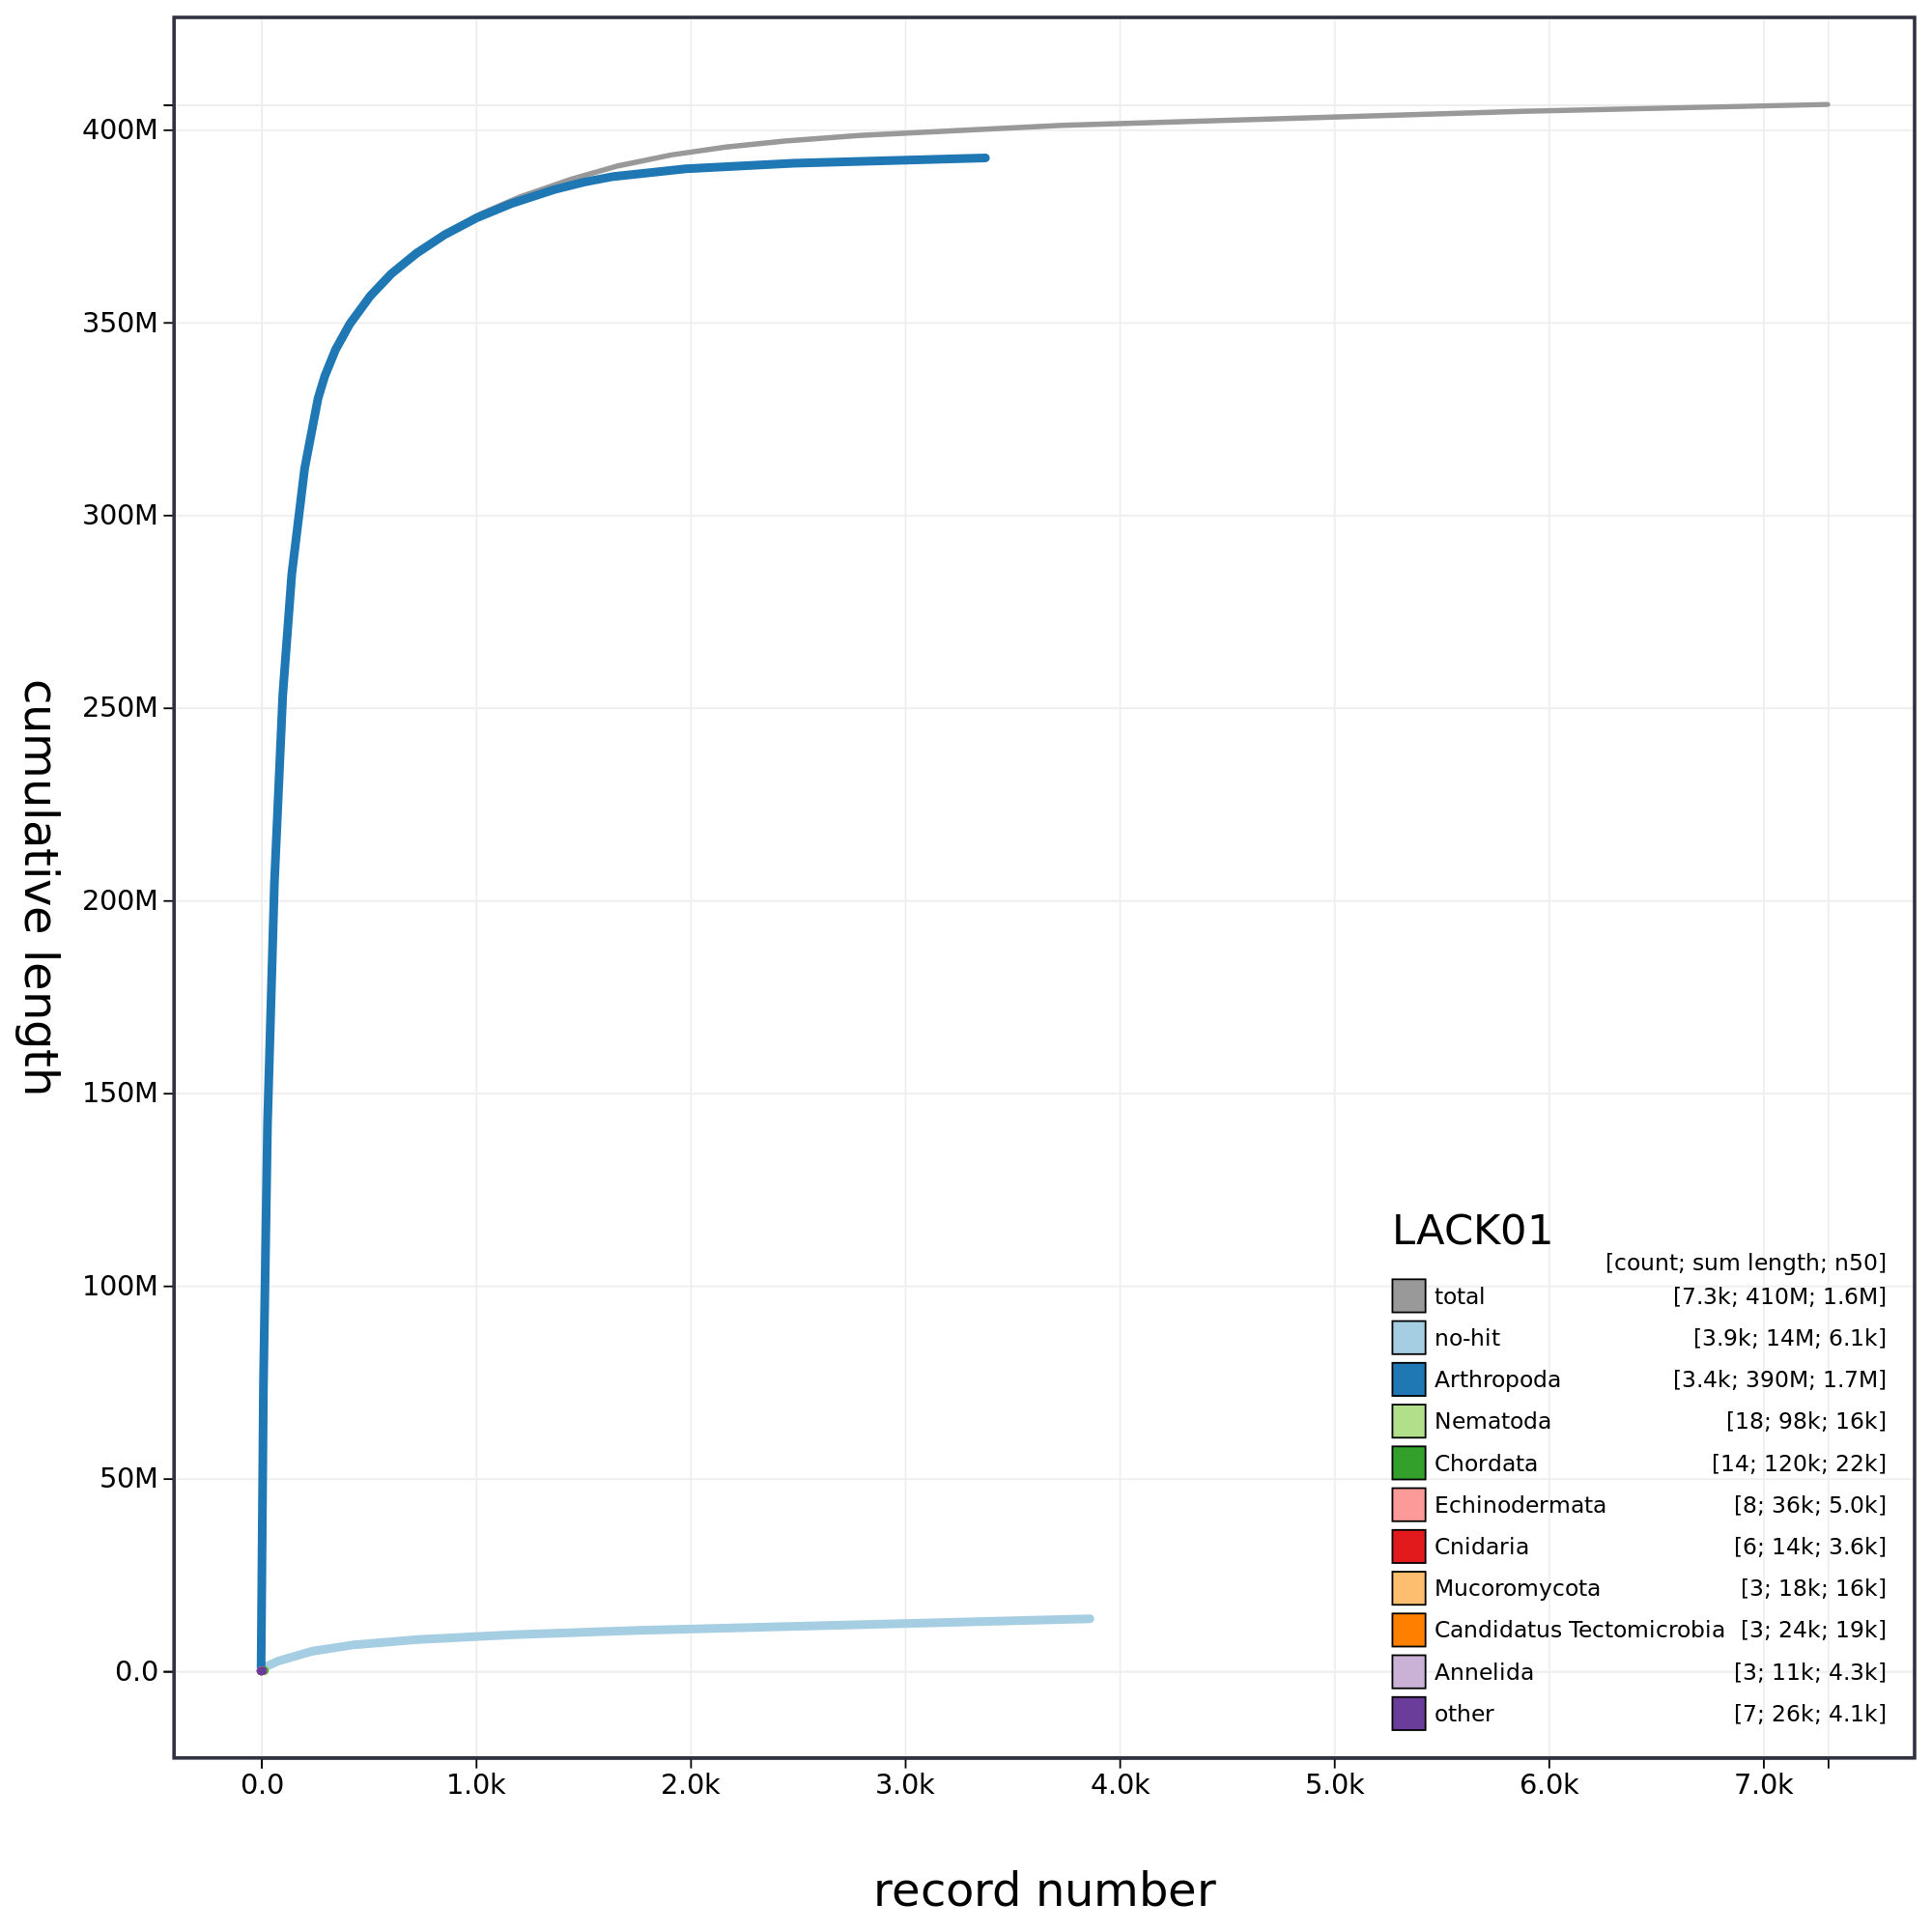 400M
350M
300M
250M
200M
150M
100M
50M
0.0
cumulative length
LACK01
[count; sum length; n50]
total [7.3k; 410M; 1.6M]
no-hit [3.9k; 14M; 6.1k]
Arthropoda [3.4k; 390M; 1.7M]
Nematoda [18; 98k; 16k]
Chordata [14; 120k; 22k]
Echinodermata [8; 36k; 5.0k]
Cnidaria [6; 14k; 3.6k]
Mucoromycota [3; 18k; 16k]
Candidatus Tectomicrobia [3; 24k; 19k]
Annelida [3; 11k; 4.3k]
other [7; 26k; 4.1k]
0.0 1.0k 2.0k 3.0k 4.0k 5.0k 6.0k 7.0k
record number